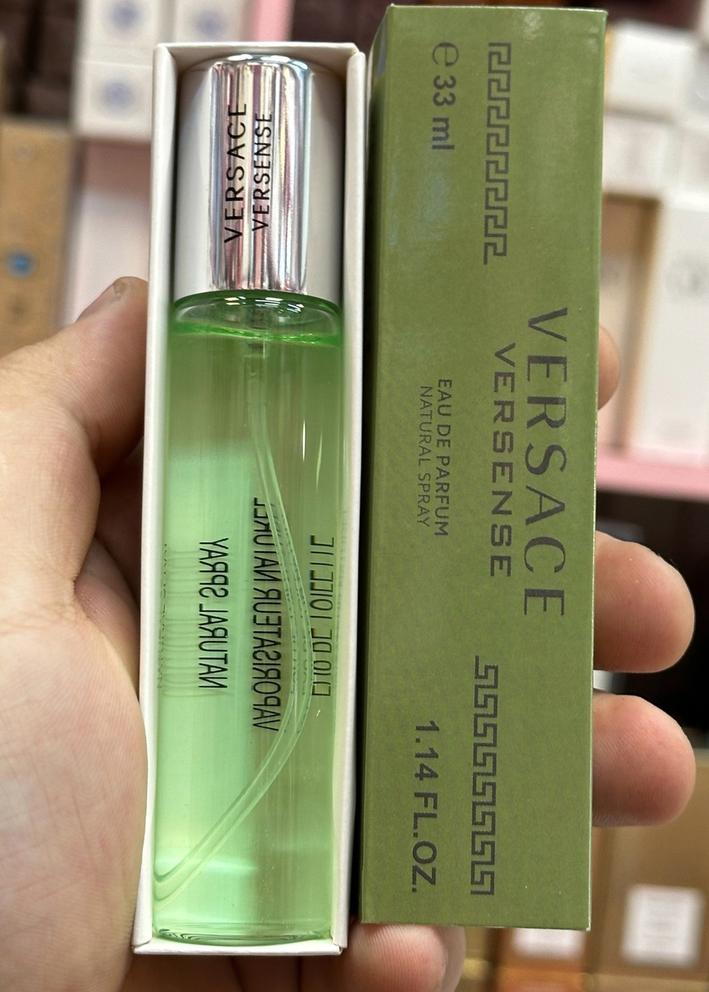 VERSACE
VERSENSE
NATURAL SPRAY
VAPORISATEUR NATUREL
EAU DE TOILETTE
e 33 ml
VERSACE
VERSENSE
EAU DE PARFUM
NATURAL SPRAY
1.14 FL.OZ.